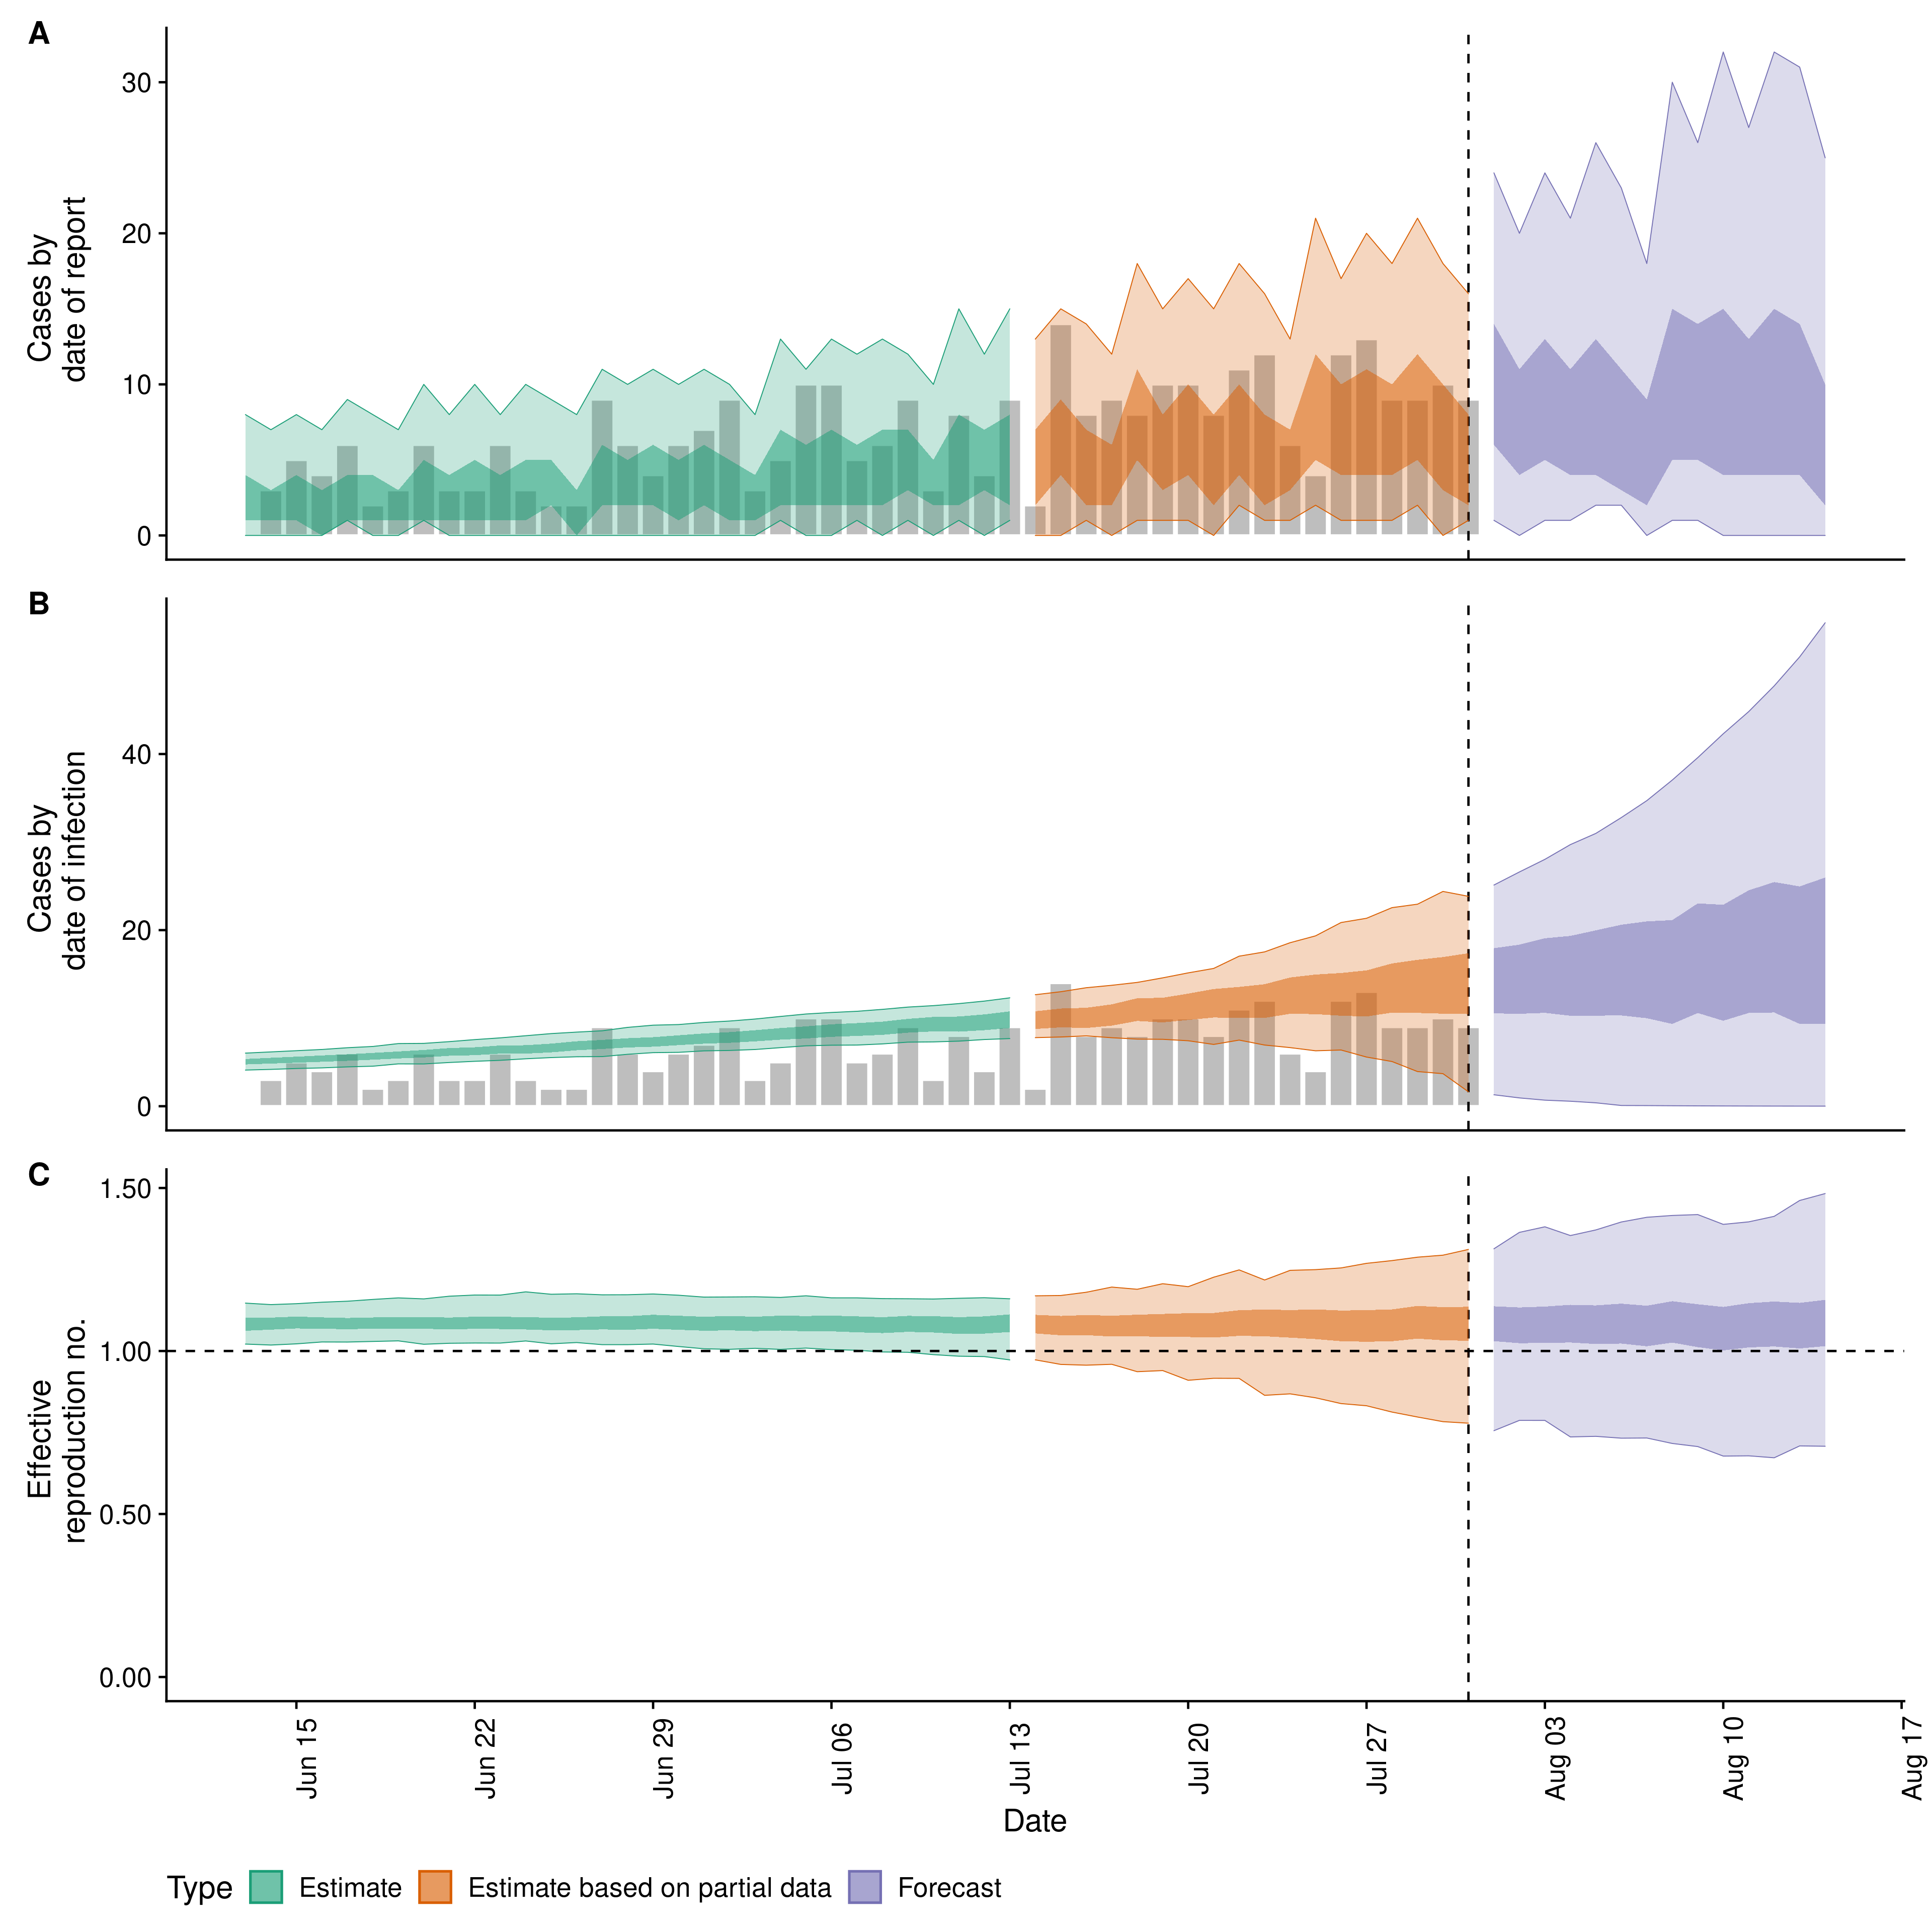 A
Cases by
date of report
30
20
10
0
B
Cases by
date of infection
40
20
0
C
Effective
reproduction no.
1.50
1.00
0.50
0.00
Jun 15
Jun 22
Jun 29
Jul 06
Jul 13
Jul 20
Jul 27
Aug 03
Aug 10
Aug 17
Date
Type
Estimate
Estimate based on partial data
Forecast